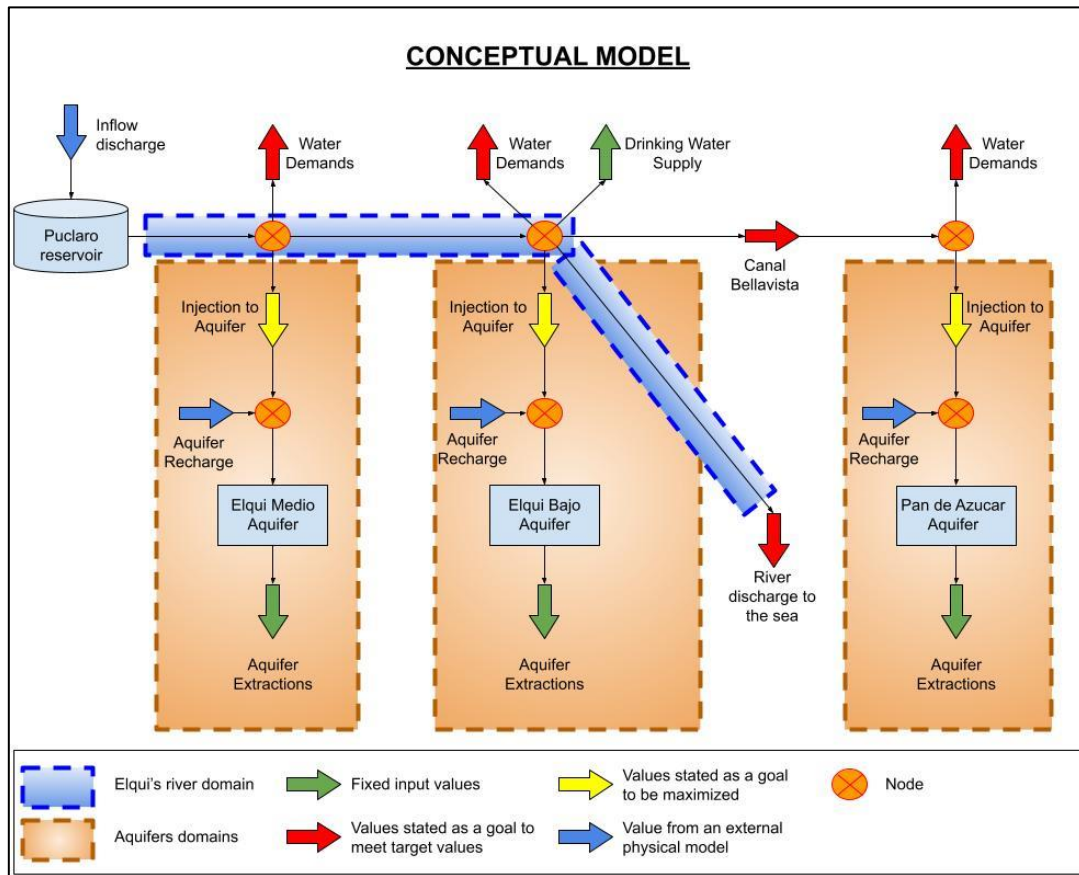 CONCEPTUAL MODEL
Inflow
discharge
Water
Demands
Water
Demands
Drinking Water
Supply
Water
Demands
Puclaro
reservoir
Canal
Bellavista
Injection to
Aquifer
Injection to
Aquifer
Injection to
Aquifer
Aquifer
Recharge
Aquifer
Recharge
Aquifer
Recharge
Elqui Medio
Aquifer
Elqui Bajo
Aquifer
Pan de Azucar
Aquifer
River
discharge to
the sea
Aquifer
Extractions
Aquifer
Extractions
Aquifer
Extractions
Elqui's river domain
Fixed input values
Values stated as a goal
to be maximized
Node
Aquifers domains
Values stated as a goal to
meet target values
Value from an external
physical model